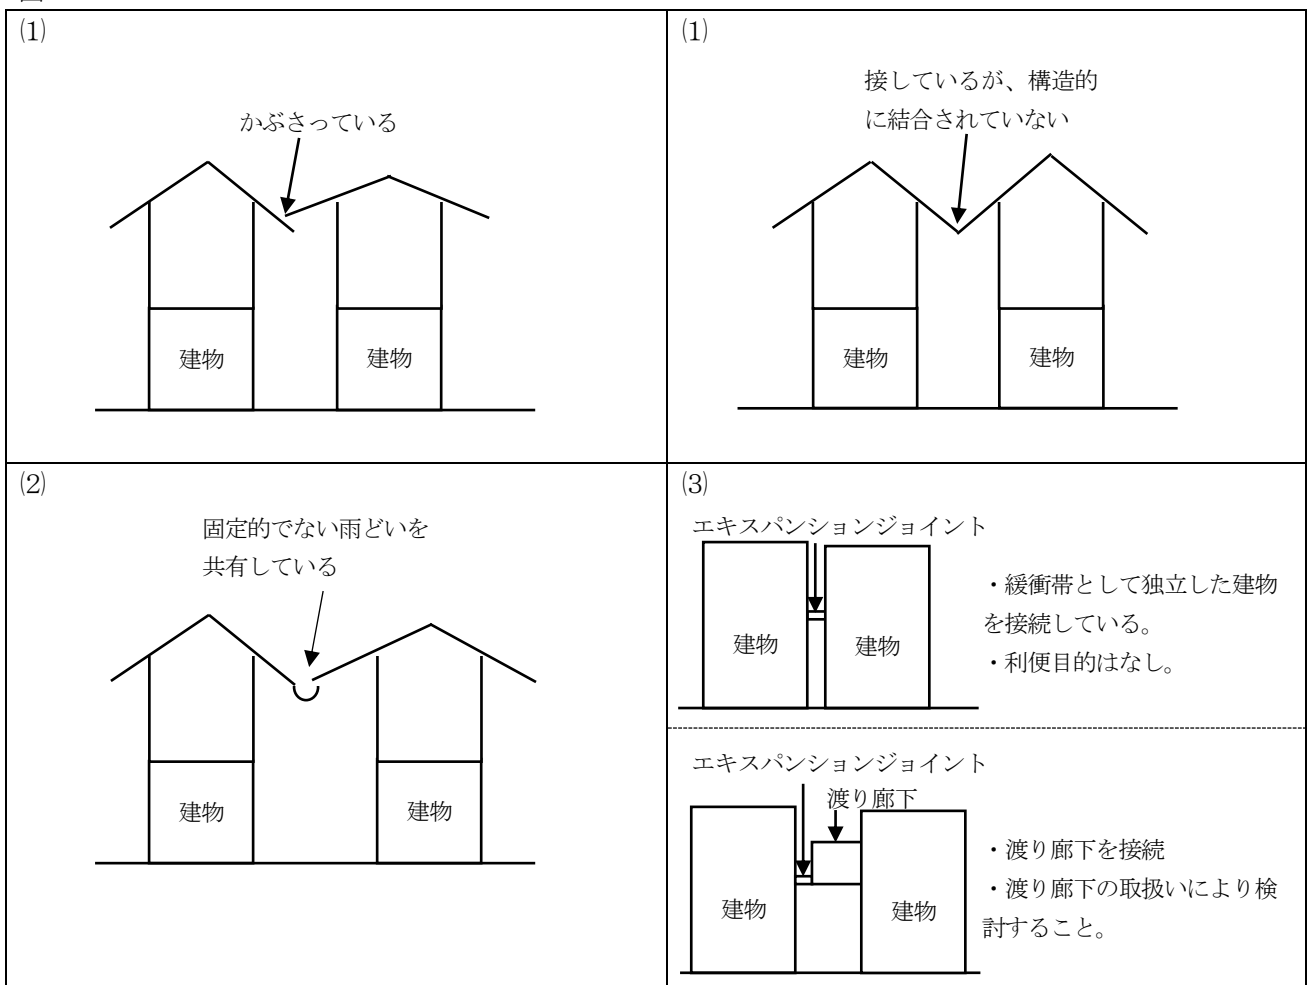 ⑴
かぶさっている
建物
建物
⑴
接しているが、構造的
に結合されていない
建物
建物
⑵
固定的でない雨どいを
共有している
建物
建物
⑶
エキスパンションジョイント
建物
建物
・緩衝帯として独立した建物
を接続している。
・利便目的はなし。
エキスパンションジョイント
渡り廊下
建物
建物
・渡り廊下を接続
・渡り廊下の取扱いにより検
討すること。